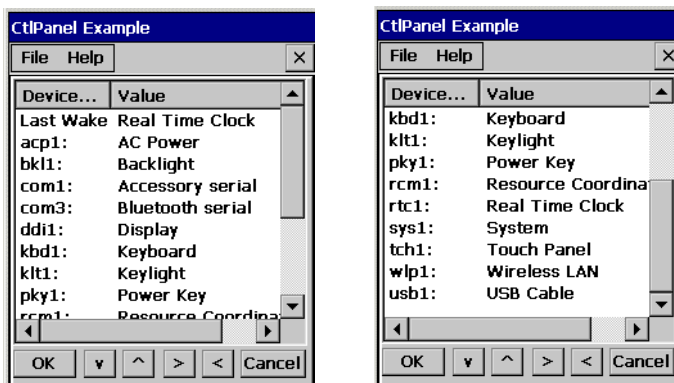 CtlPanel Example
File Help ×
Device... Value
Last Wake Real Time Clock
acp1: AC Power
bkl1: Backlight
com1: Accessory serial
com3: Bluetooth serial
ddi1: Display
kbd1: Keyboard
klt1: Keylight
pky1: Power Key
rcm1: Resource Coordina
OK v ^ > < Cancel
CtlPanel Example
File Help ×
Device... Value
kbd1: Keyboard
klt1: Keylight
pky1: Power Key
rcm1: Resource Coordina
rtc1: Real Time Clock
sys1: System
tch1: Touch Panel
wlp1: Wireless LAN
usb1: USB Cable
OK v ^ > < Cancel